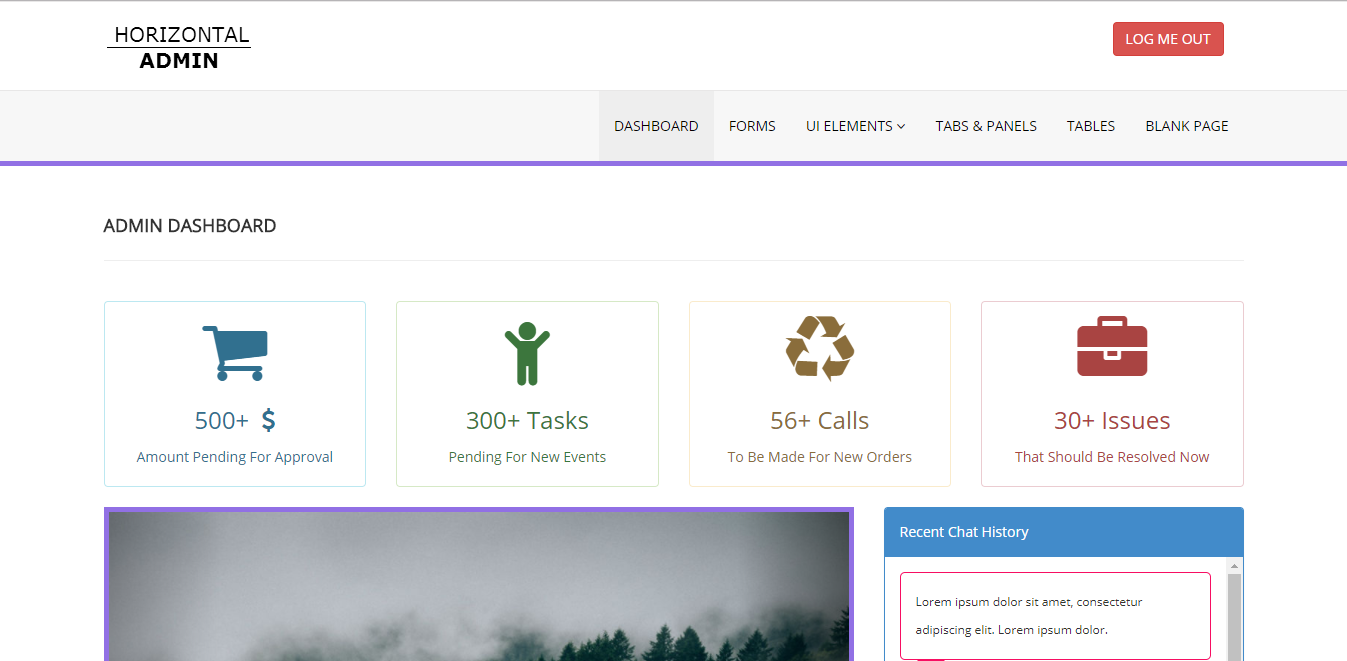 HORIZONTAL
ADMIN
LOG ME OUT
DASHBOARD FORMS UI ELEMENTS TABS & PANELS TABLES BLANK PAGE
ADMIN DASHBOARD
500+ $
Amount Pending For Approval
300+ Tasks
Pending For New Events
56+ Calls
To Be Made For New Orders
30+ Issues
That Should Be Resolved Now
Recent Chat History
Lorem ipsum dolor sit amet, consectetur
adipiscing elit. Lorem ipsum dolor.